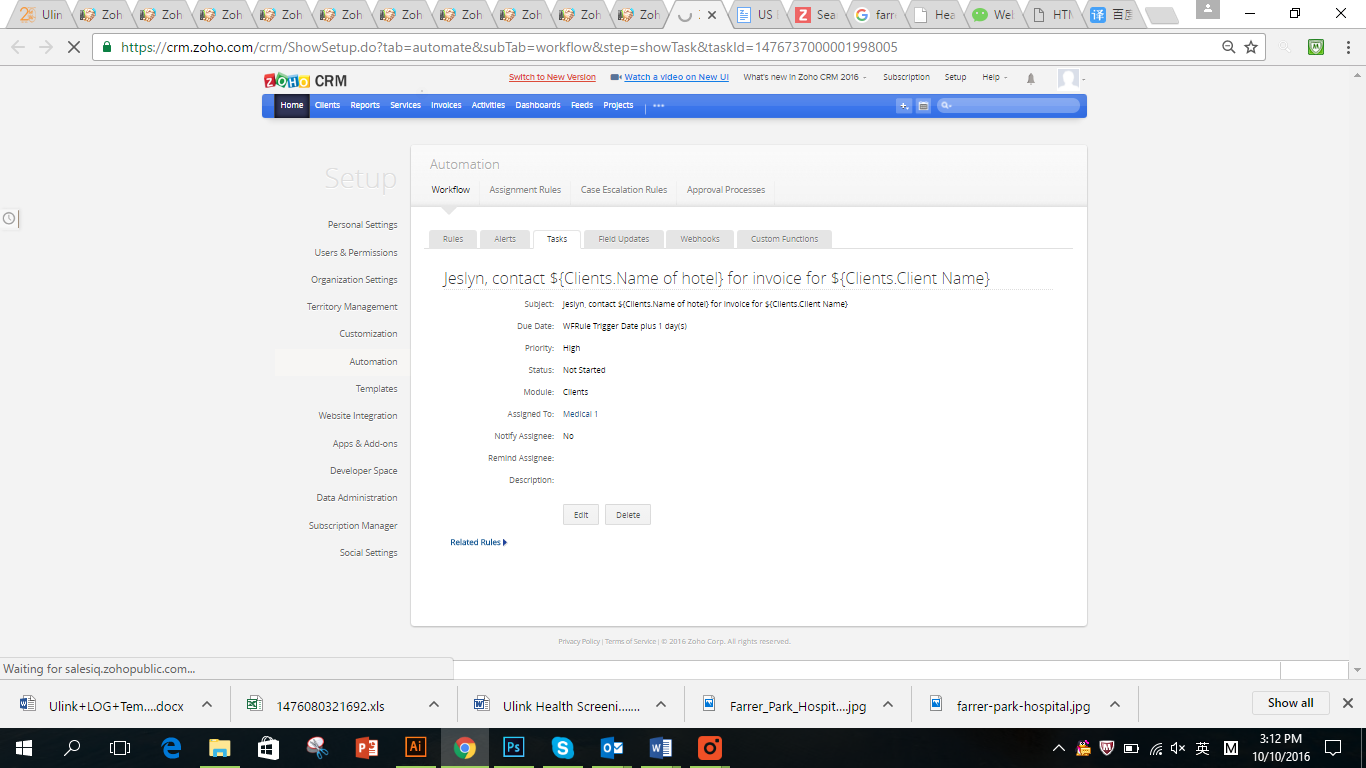 Ulin Zoh Zoh Zoh Zoh Zoh Zoh Zoh Zoh Zoh Zoh US Sea farr Hea Wel HTM
https://crm.zoho.com/crm/ShowSetup.do?tab=automate&subTab=workflow&step=showTask&taskId=1476737000001998005
ZOHO CRM
Switch to New Version Watch a video on New UI What's new in Zoho CRM 2016 Subscription Setup Help
Home Clients Reports Services Invoices Activities Dashboards Feeds Projects
Setup
Personal Settings
Users & Permissions
Organization Settings
Territory Management
Customization
Automation
Templates
Website Integration
Apps & Add-ons
Developer Space
Data Administration
Subscription Manager
Social Settings
Automation
Workflow Assignment Rules Case Escalation Rules Approval Processes
Rules Alerts Tasks Field Updates Webhooks Custom Functions
Jeslyn, contact ${Clients.Name of hotel} for invoice for ${Clients.Client Name}
Subject: Jeslyn, contact ${Clients.Name of hotel} for invoice for ${Clients.Client Name}
Due Date: WFRule Trigger Date plus 1 day(s)
Priority: High
Status: Not Started
Module: Clients
Assigned To: Medical 1
Notify Assignee: No
Remind Assignee:
Description:
Edit Delete
Related Rules
Privacy Policy | Terms of Service | © 2016 Zoho Corp. All rights reserved.
Waiting for salesiq.zohopublic.com...
Ulink+LOG+Tem....docx 1476080321692.xls Ulink Health Screeni....... Farrer_Park_Hospit....jpg farrer-park-hospital.jpg Show all
英 M 3:12 PM
10/10/2016